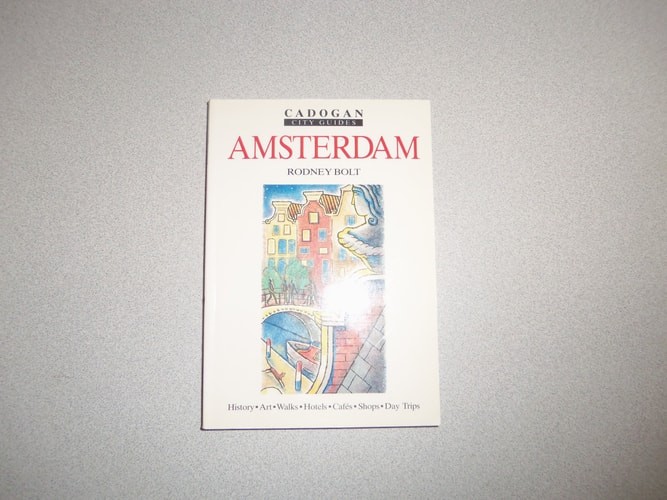 CADOGAN
CITY GUIDES
AMSTERDAM
RODNEY BOLT
History•Art•Walks•Hotels•Cafés•Shops•Day Trips